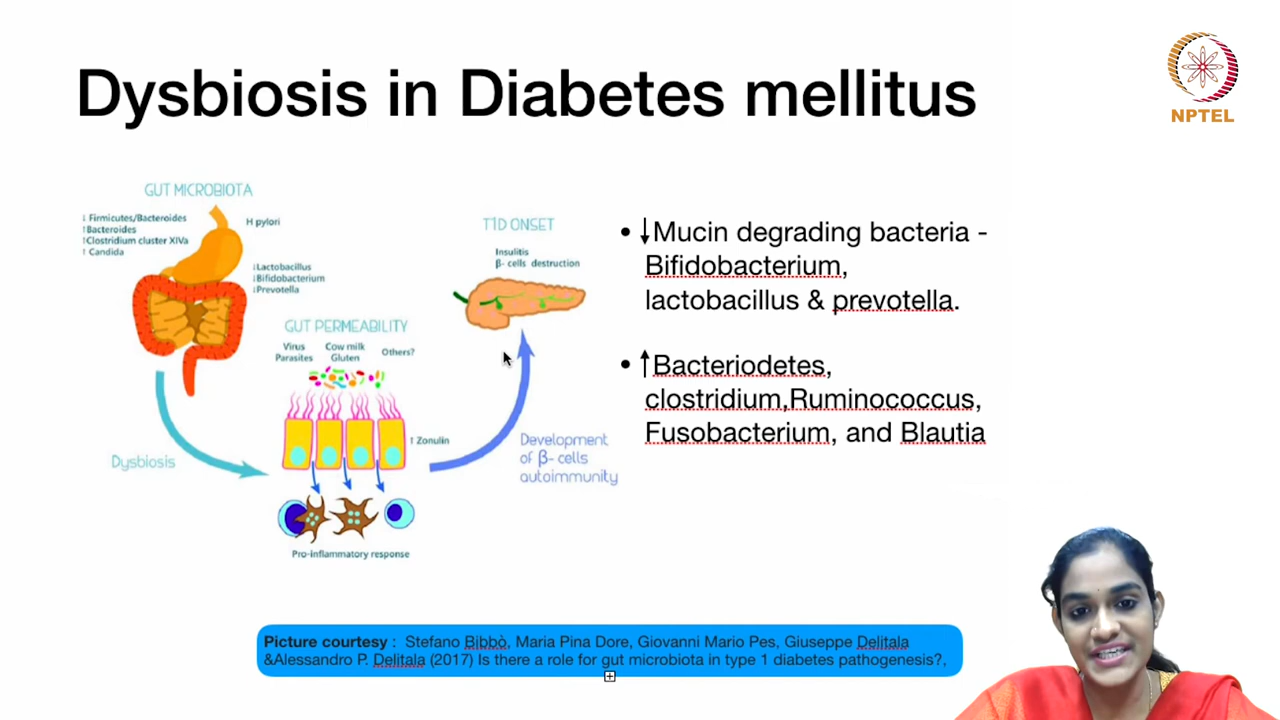 Dysbiosis in Diabetes mellitus
NPTEL
GUT MICROBIOTA
↓ Firmicutes/Bacteroides
↑Bacteroides
↑Clostridium cluster XIVa
↑ Candida
H pylori
↓Lactobacillus
↓Bifidobacterium
↓Prevotella
GUT PERMEABILITY
Virus
Parasites
Cow milk
Gluten
Others?
↑ Zonulin
Dysbiosis
Pro-inflammatory response
T1D ONSET
Insulitis
β- cells destruction
Development
of β- cells
autoimmunity
• ↓Mucin degrading bacteria -
Bifidobacterium,
lactobacillus & prevotella.
• ↑Bacteriodetes,
clostridium,Ruminococcus,
Fusobacterium, and Blautia
Picture courtesy : Stefano Bibbò, Maria Pina Dore, Giovanni Mario Pes, Giuseppe Delitala
&Alessandro P. Delitala (2017) Is there a role for gut microbiota in type 1 diabetes pathogenesis?,